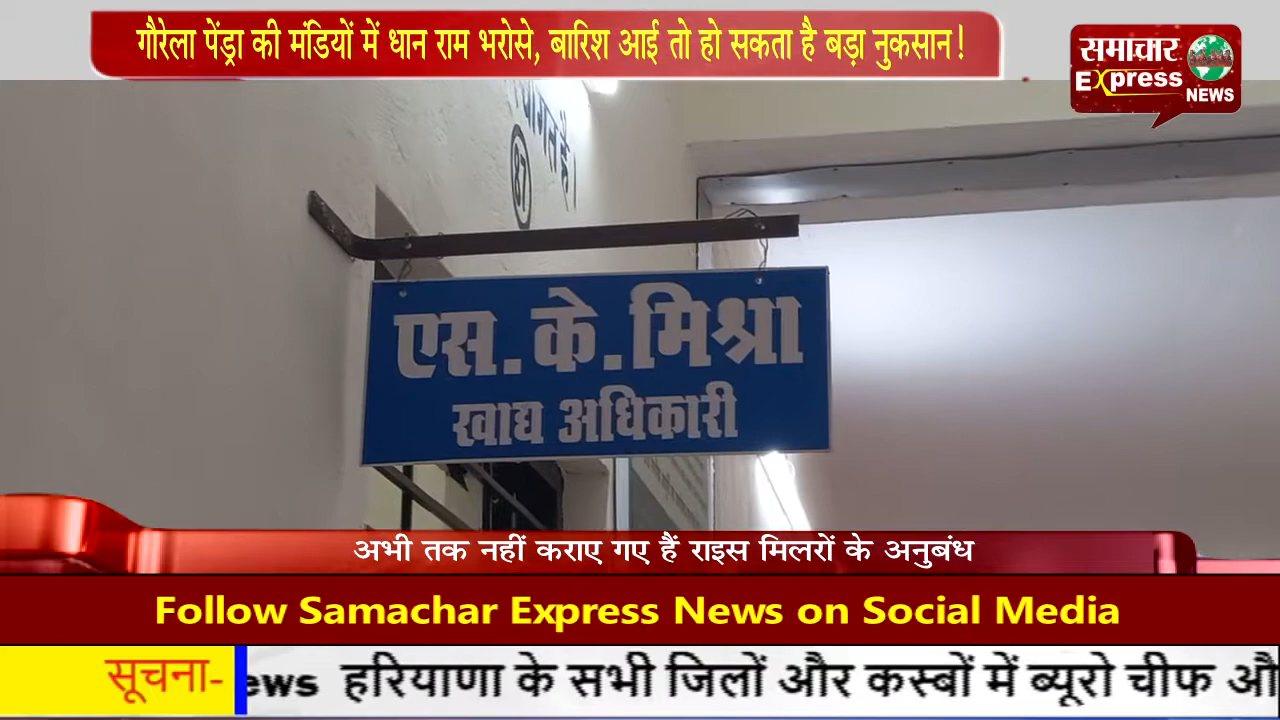 गौरेला पेंड्रा की मंडियों में धान राम भरोसे, बारिश आई तो हो सकता है बड़ा नुकसान!
समाचार
Express
NEWS
87
एस. के. मिश्रा
खाद्य अधिकारी
अभी तक नहीं कराए गए हैं राइस मिलरों के अनुबंध
Follow Samachar Express News on Social Media
सूचना- ews हरियाणा के सभी जिलों और कस्बों में ब्यूरो चीफ औ